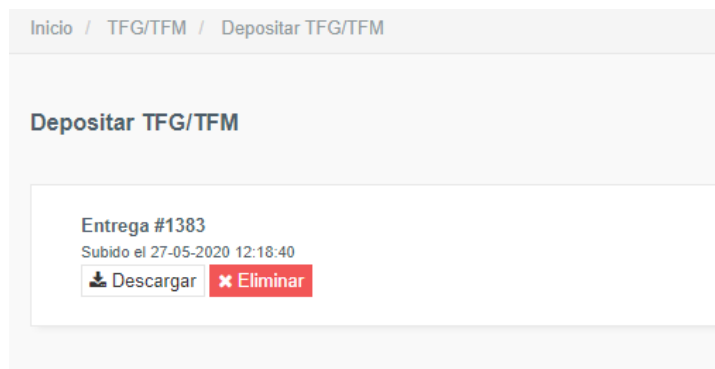 Inicio / TFG/TFM / Depositar TFG/TFM
Depositar TFG/TFM
Entrega #1383
Subido el 27-05-2020 12:18:40
Descargar Eliminar